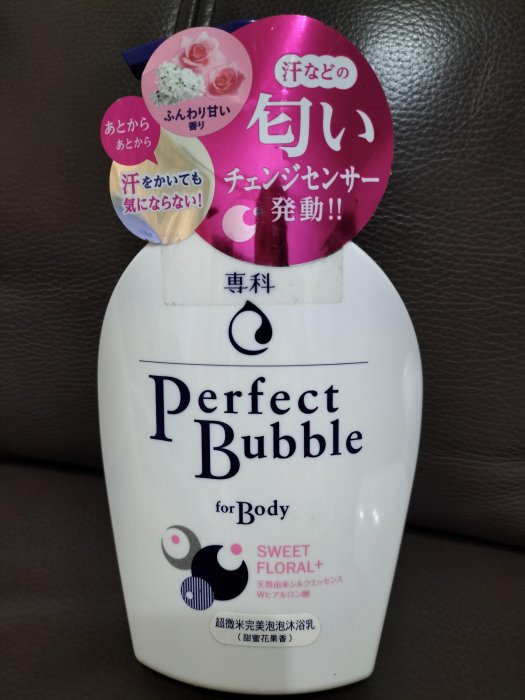 ふんわり甘い
香り
あとから
あとから
汗をかいても
気にならない!
汗などの
匂い
チェンジセンサー
発動!!
専科
Perfect
Bubble
for Body
SWEET
FLORAL+
天然由来シルクエッセンス
Wヒアルロン酸
超微米完美泡泡沐浴乳
(甜蜜花果香)